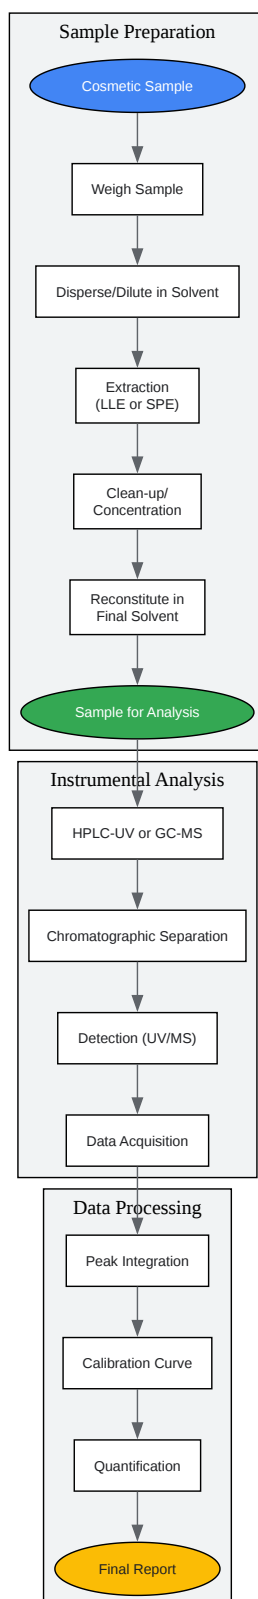 Sample Preparation
Cosmetic Sample
Weigh Sample
Disperse/Dilute in Solvent
Extraction
(LLE or SPE)
Clean-up/
Concentration
Reconstitute in
Final Solvent
Sample for Analysis
Instrumental Analysis
HPLC-UV or GC-MS
Chromatographic Separation
Detection (UV/MS)
Data Acquisition
Data Processing
Peak Integration
Calibration Curve
Quantification
Final Report